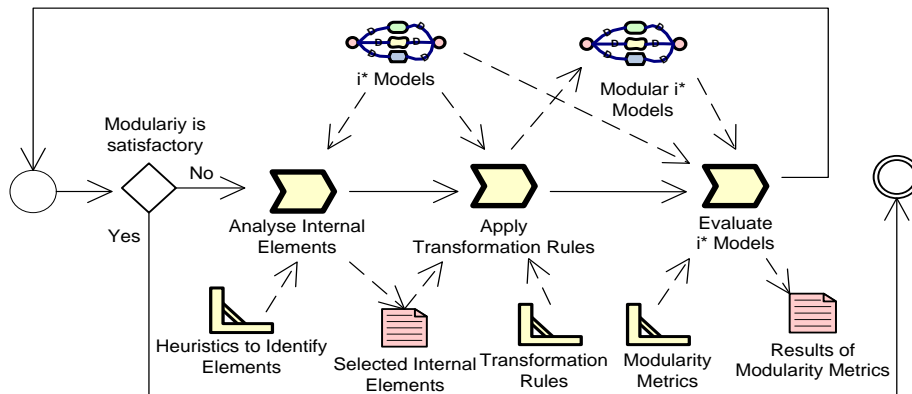 i* Models
Modular i*
Models
Modulariy is
satisfactory
No
Yes
Analyse Internal
Elements
Apply
Transformation Rules
Evaluate
i* Models
Heuristics to Identify
Elements
Selected Internal
Elements
Transformation
Rules
Modularity
Metrics
Results of
Modularity Metrics